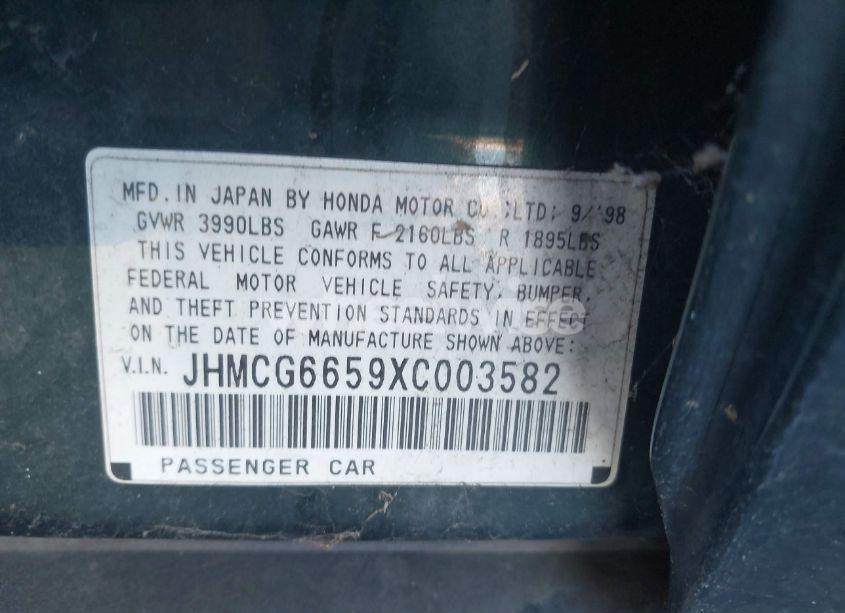 MFD. IN JAPAN BY HONDA MOTOR CO.,LTD: 9/'98
GVWR 3990LBS GAWR F 2160LBS R 1895LBS
THIS VEHICLE CONFORMS TO ALL APPLICABLE
FEDERAL MOTOR VEHICLE SAFETY, BUMPER,
AND THEFT PREVENTION STANDARDS IN EFFECT
ON THE DATE OF MANUFACTURE SHOWN ABOVE:
V.I.N. JHMCG6659XC003582
PASSENGER CAR